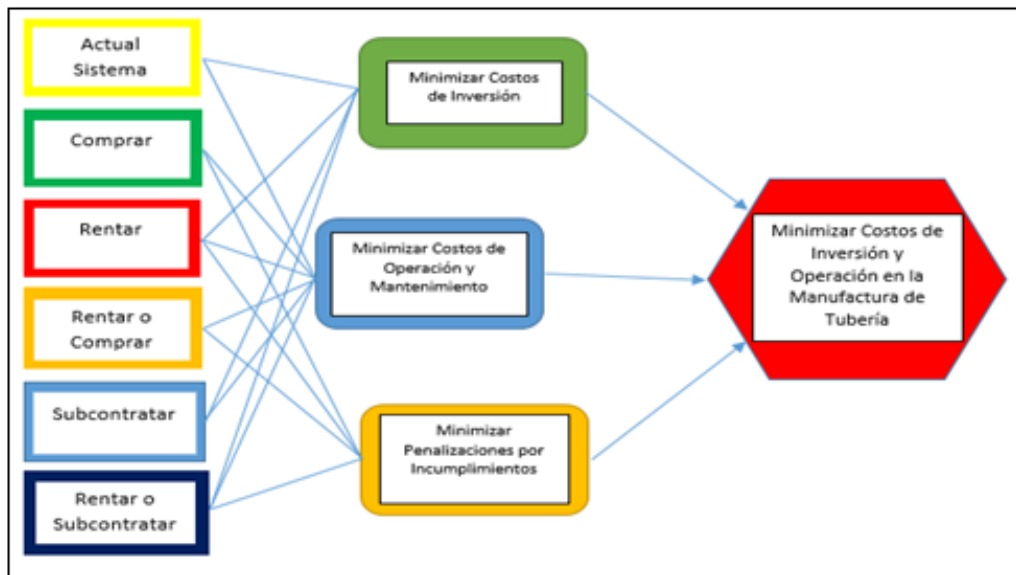 Actual
Sistema
Comprar
Rentar
Rentar o
Comprar
Subcontratar
Rentar o
Subcontratar
Minimizar Costos
de Inversión
Minimizar Costos de
Operación y
Mantenimiento
Minimizar
Penalizaciones por
Incumplimientos
Minimizar Costos de
Inversión y
Operación en la
Manufactura de
Tubería